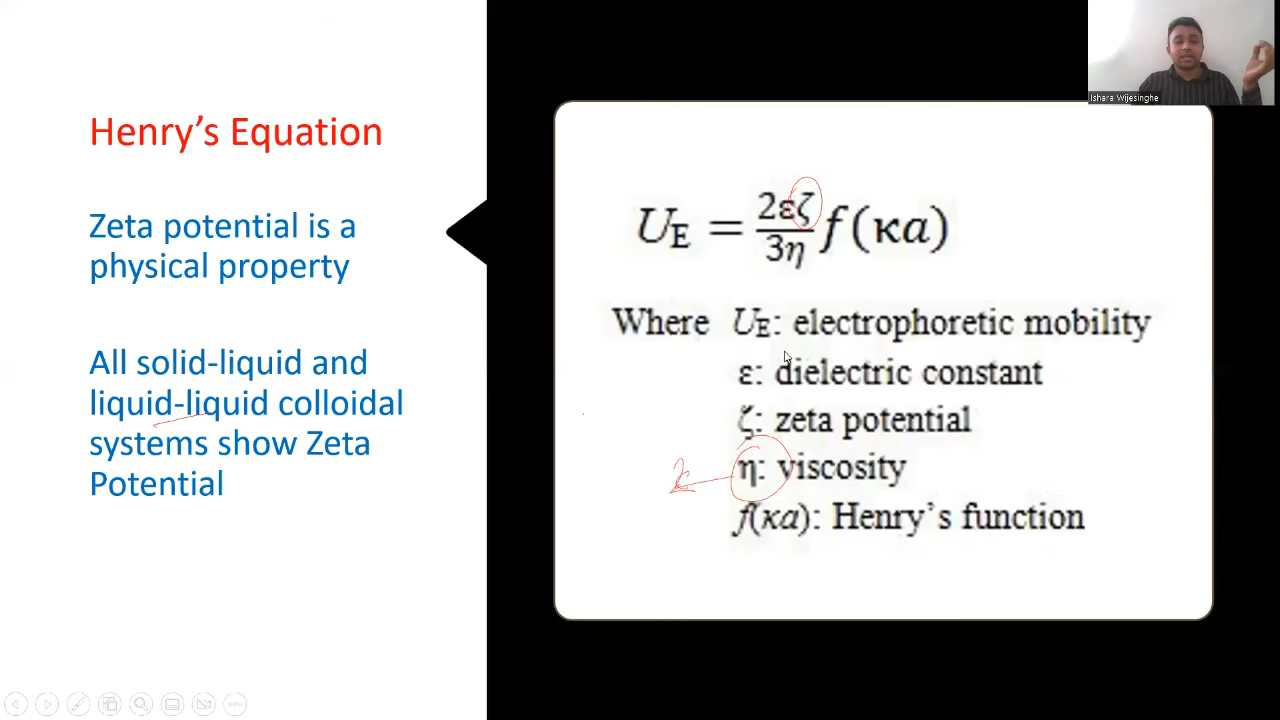 Henry's Equation
Zeta potential is a
physical property
All solid-liquid and
liquid-liquid colloidal
systems show Zeta
Potential
U_E = 2εζ/3η f(κa)
Where U_E: electrophoretic mobility
ε: dielectric constant
ζ: zeta potential
η: viscosity
f(κa): Henry's function
Ishara Wijesinghe